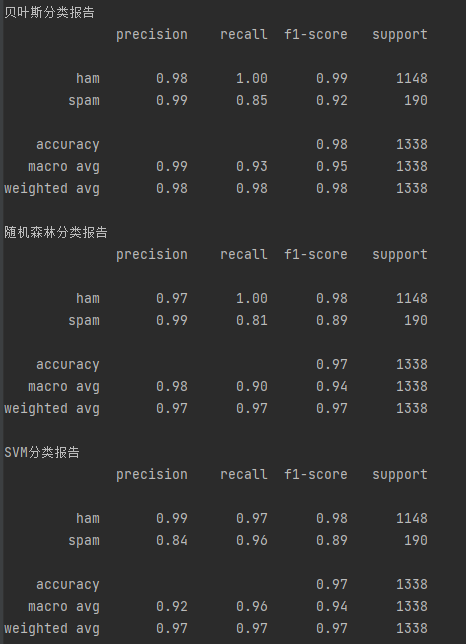 贝叶斯分类报告
precision recall f1-score support
ham 0.98 1.00 0.99 1148
spam 0.99 0.85 0.92 190
accuracy 0.98 1338
macro avg 0.99 0.93 0.95 1338
weighted avg 0.98 0.98 0.98 1338
随机森林分类报告
precision recall f1-score support
ham 0.97 1.00 0.98 1148
spam 0.99 0.81 0.89 190
accuracy 0.97 1338
macro avg 0.98 0.90 0.94 1338
weighted avg 0.97 0.97 0.97 1338
SVM分类报告
precision recall f1-score support
ham 0.99 0.97 0.98 1148
spam 0.84 0.96 0.89 190
accuracy 0.97 1338
macro avg 0.92 0.96 0.94 1338
weighted avg 0.97 0.97 0.97 1338